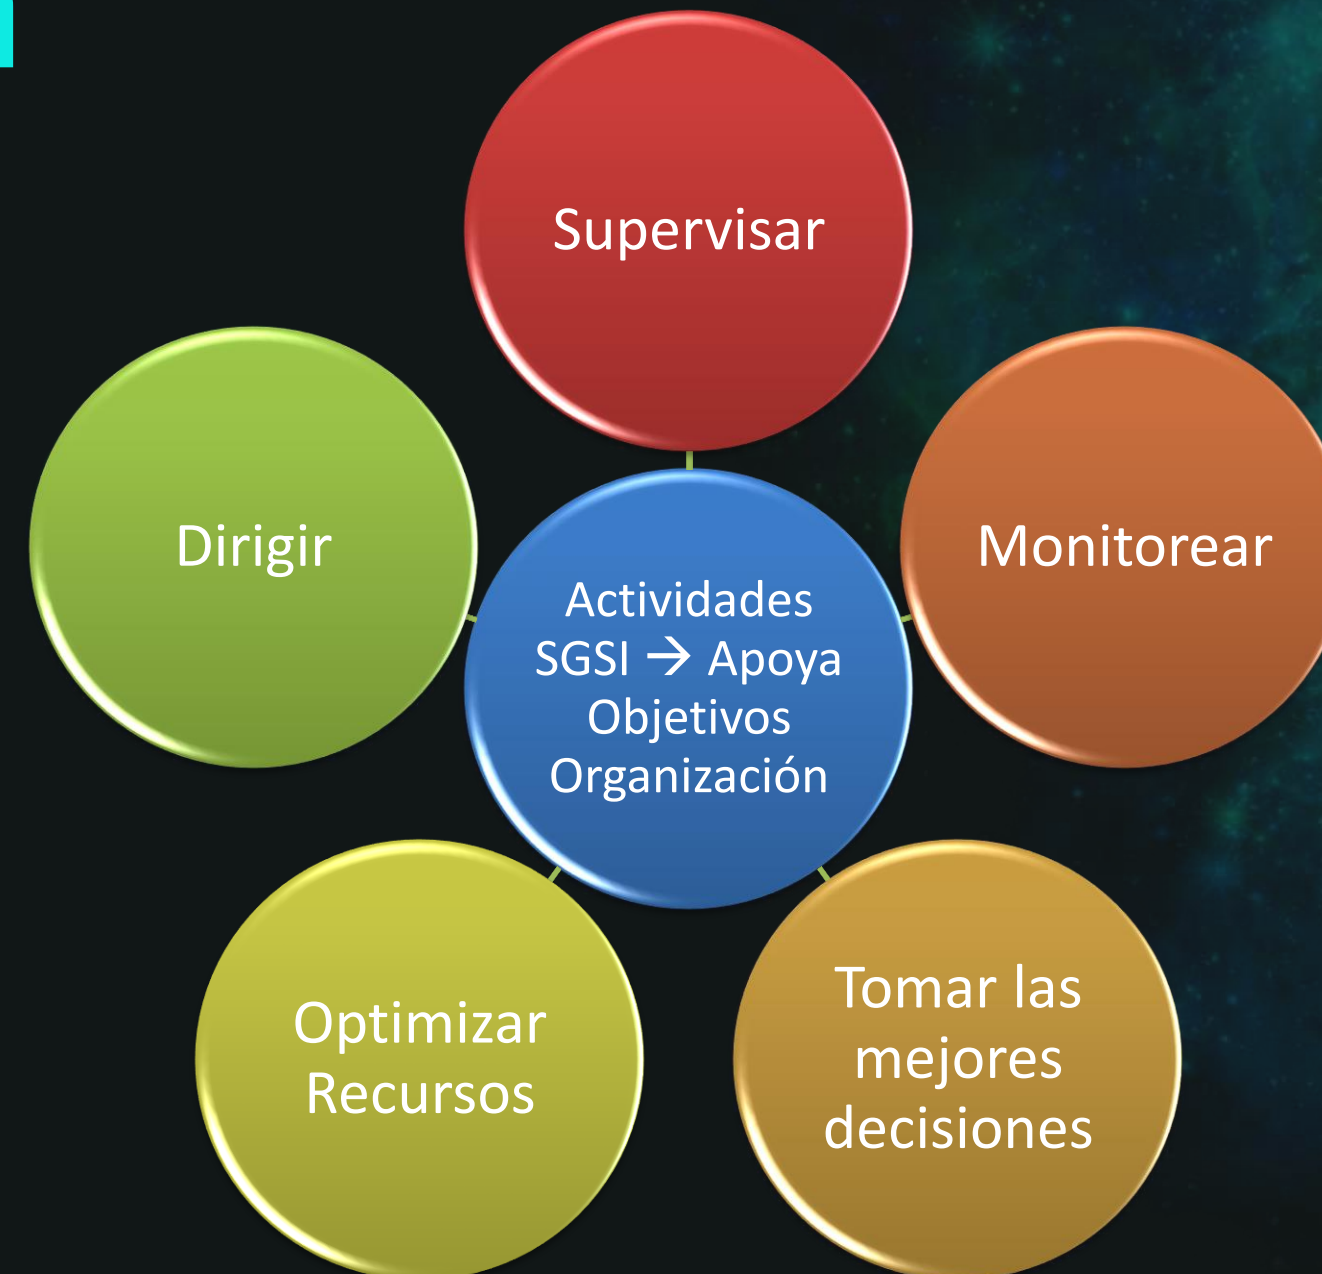 Supervisar
Monitorear
Tomar las
mejores
decisiones
Optimizar
Recursos
Dirigir
Actividades
SGSI → Apoya
Objetivos
Organización